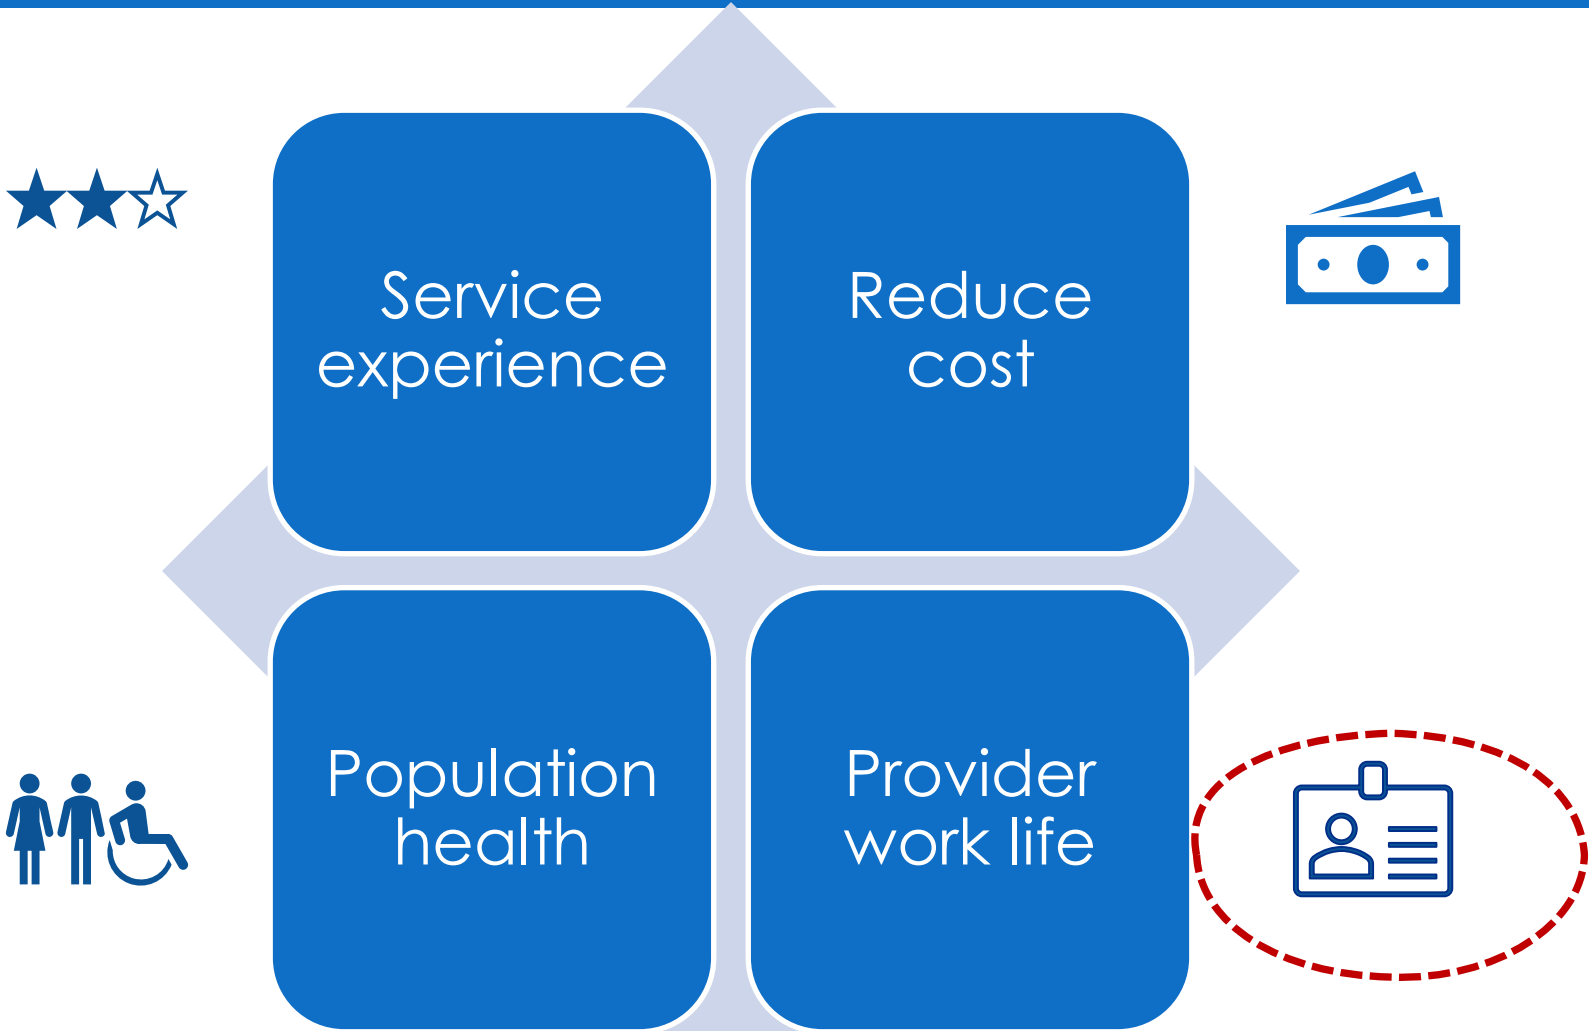 Service
experience
Reduce
cost
Population
health
Provider
work life